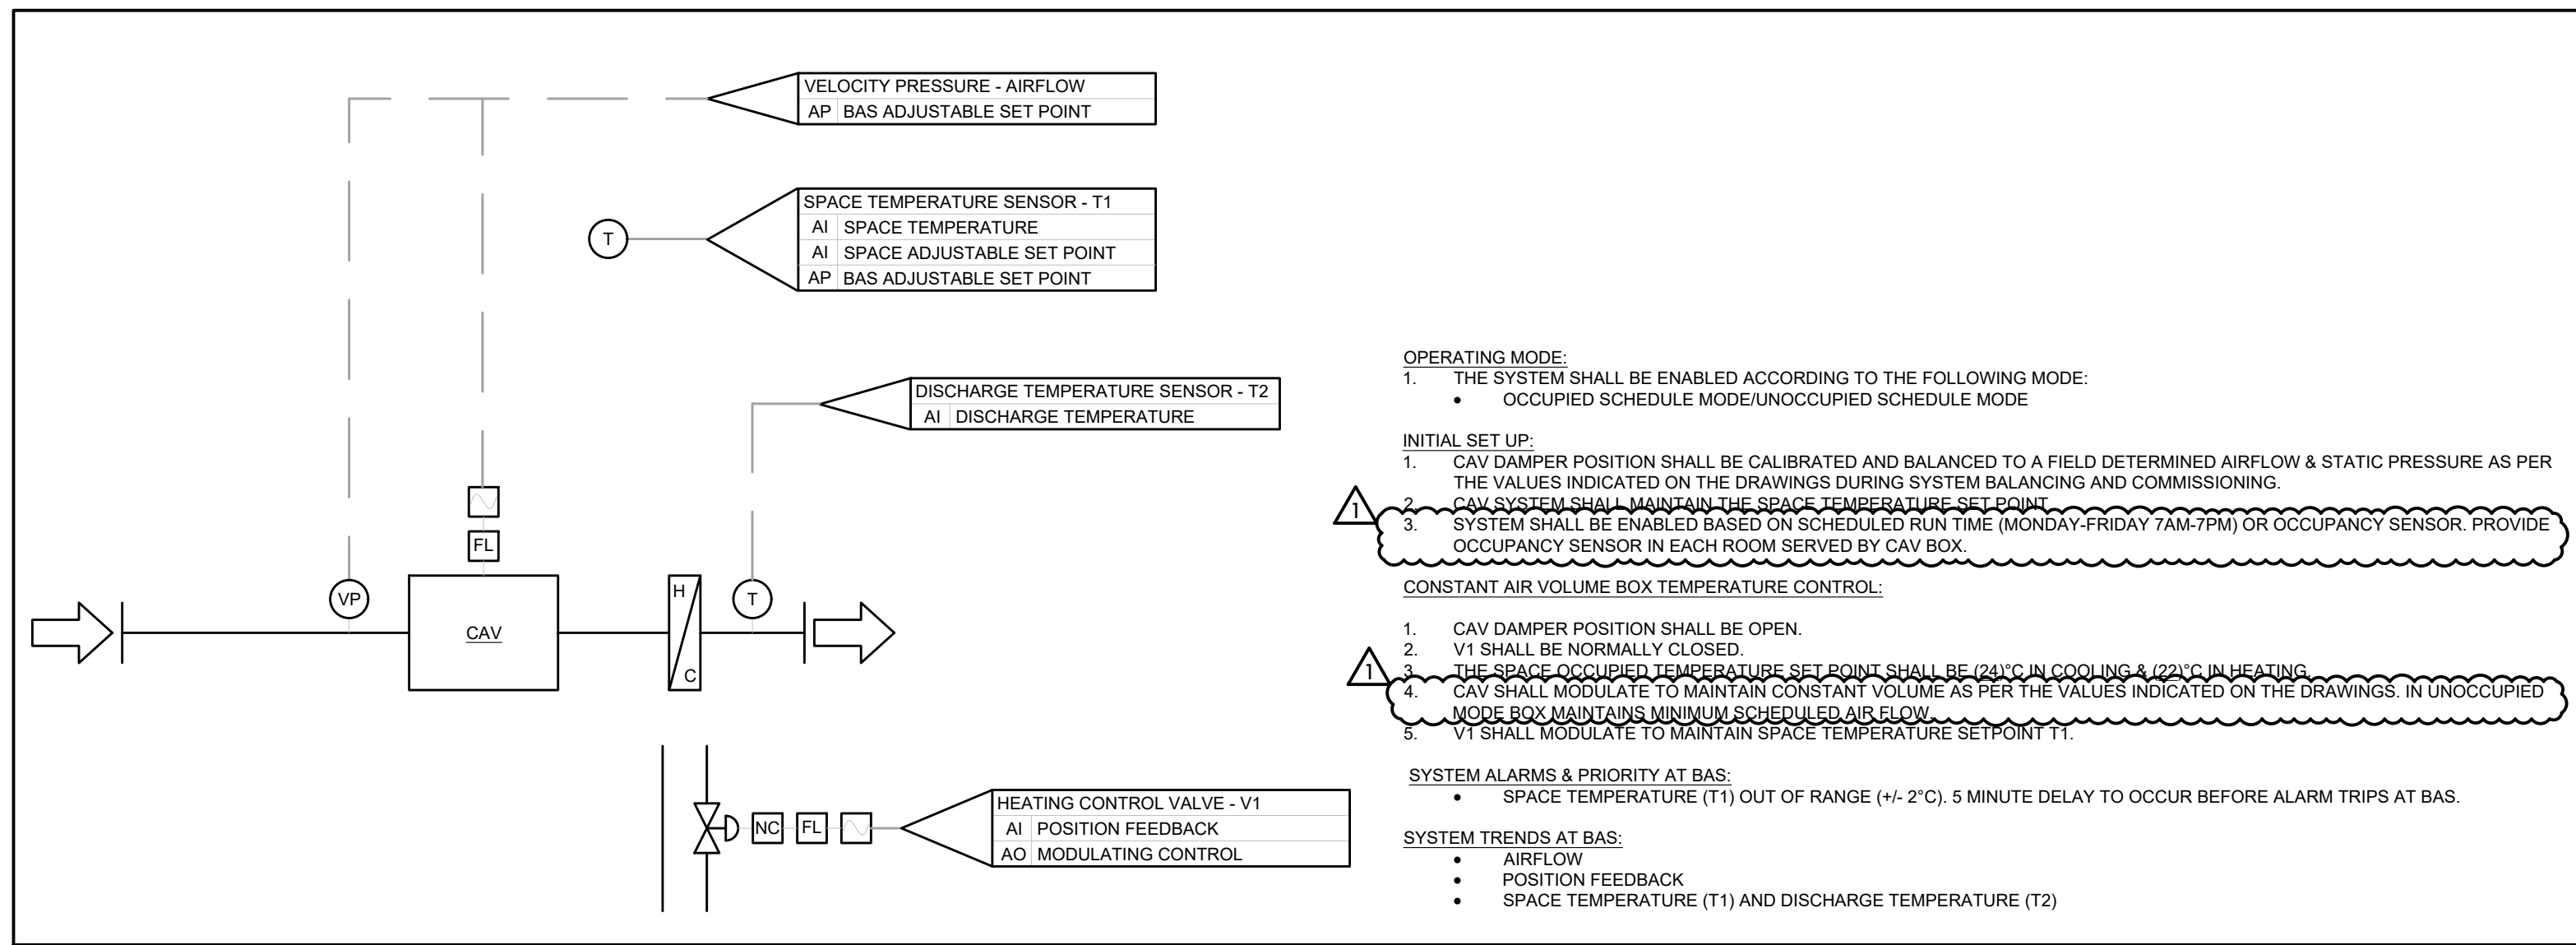 VELOCITY PRESSURE - AIRFLOW
AP BAS ADJUSTABLE SET POINT
SPACE TEMPERATURE SENSOR - T1
AI SPACE TEMPERATURE
AI SPACE ADJUSTABLE SET POINT
AP BAS ADJUSTABLE SET POINT
T
DISCHARGE TEMPERATURE SENSOR - T2
AI DISCHARGE TEMPERATURE
FL
VP
CAV
H
C
T
HEATING CONTROL VALVE - V1
AI POSITION FEEDBACK
AO MODULATING CONTROL
NC FL
OPERATING MODE:
1. THE SYSTEM SHALL BE ENABLED ACCORDING TO THE FOLLOWING MODE:
• OCCUPIED SCHEDULE MODE/UNOCCUPIED SCHEDULE MODE
INITIAL SET UP:
1. CAV DAMPER POSITION SHALL BE CALIBRATED AND BALANCED TO A FIELD DETERMINED AIRFLOW & STATIC PRESSURE AS PER
THE VALUES INDICATED ON THE DRAWINGS DURING SYSTEM BALANCING AND COMMISSIONING.
2. CAV SYSTEM SHALL MAINTAIN THE SPACE TEMPERATURE SET POINT
1
3. SYSTEM SHALL BE ENABLED BASED ON SCHEDULED RUN TIME (MONDAY-FRIDAY 7AM-7PM) OR OCCUPANCY SENSOR. PROVIDE
OCCUPANCY SENSOR IN EACH ROOM SERVED BY CAV BOX.
CONSTANT AIR VOLUME BOX TEMPERATURE CONTROL:
1. CAV DAMPER POSITION SHALL BE OPEN.
2. V1 SHALL BE NORMALLY CLOSED.
3. THE SPACE OCCUPIED TEMPERATURE SET POINT SHALL BE (24)°C IN COOLING & (22)°C IN HEATING.
1
4. CAV SHALL MODULATE TO MAINTAIN CONSTANT VOLUME AS PER THE VALUES INDICATED ON THE DRAWINGS. IN UNOCCUPIED
MODE BOX MAINTAINS MINIMUM SCHEDULED AIR FLOW.
5. V1 SHALL MODULATE TO MAINTAIN SPACE TEMPERATURE SETPOINT T1.
SYSTEM ALARMS & PRIORITY AT BAS:
• SPACE TEMPERATURE (T1) OUT OF RANGE (+/- 2°C). 5 MINUTE DELAY TO OCCUR BEFORE ALARM TRIPS AT BAS.
SYSTEM TRENDS AT BAS:
• AIRFLOW
• POSITION FEEDBACK
• SPACE TEMPERATURE (T1) AND DISCHARGE TEMPERATURE (T2)